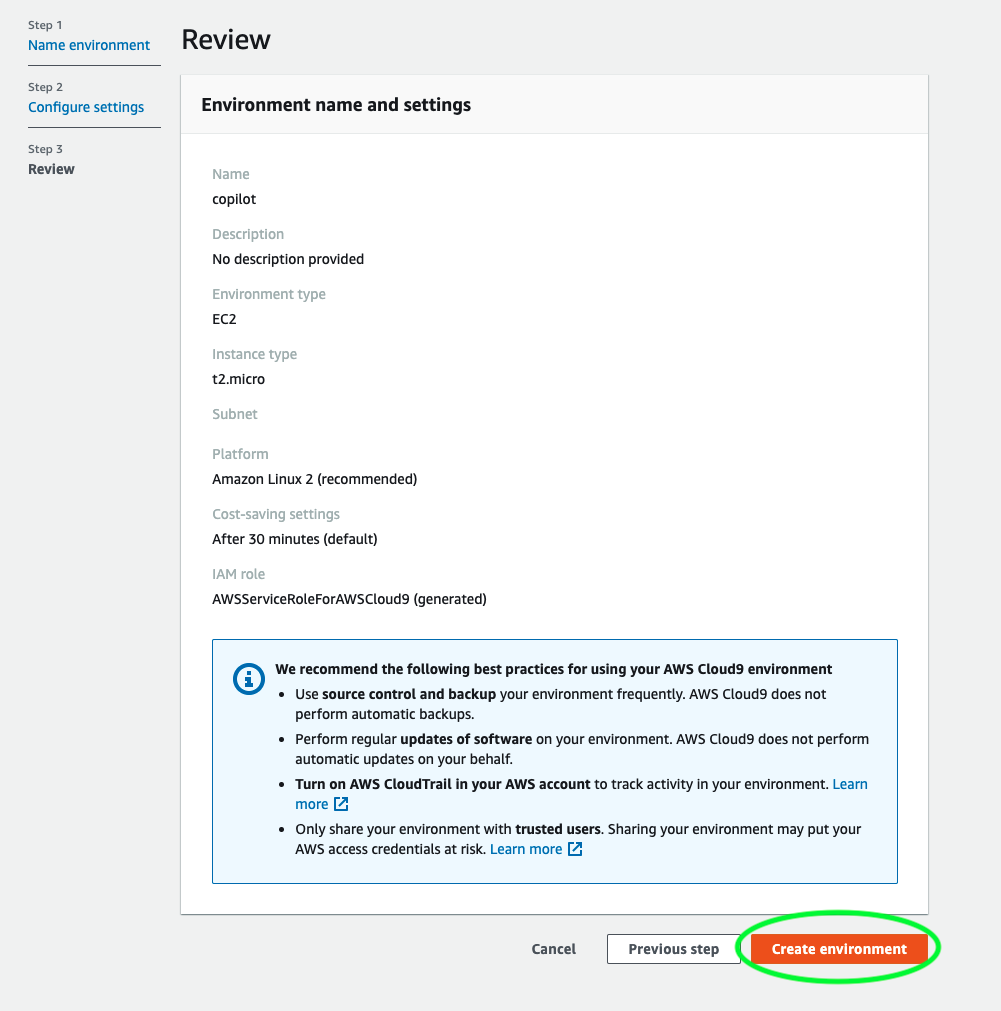 Step 1
Name environment
Step 2
Configure settings
Step 3
Review
Review
Environment name and settings
Name
copilot
Description
No description provided
Environment type
EC2
Instance type
t2.micro
Subnet
Platform
Amazon Linux 2 (recommended)
Cost-saving settings
After 30 minutes (default)
IAM role
AWSServiceRoleForAWSCloud9 (generated)
We recommend the following best practices for using your AWS Cloud9 environment
• Use source control and backup your environment frequently. AWS Cloud9 does not
perform automatic backups.
• Perform regular updates of software on your environment. AWS Cloud9 does not perform
automatic updates on your behalf.
• Turn on AWS CloudTrail in your AWS account to track activity in your environment. Learn
more
• Only share your environment with trusted users. Sharing your environment may put your
AWS access credentials at risk. Learn more
Cancel
Previous step
Create environment